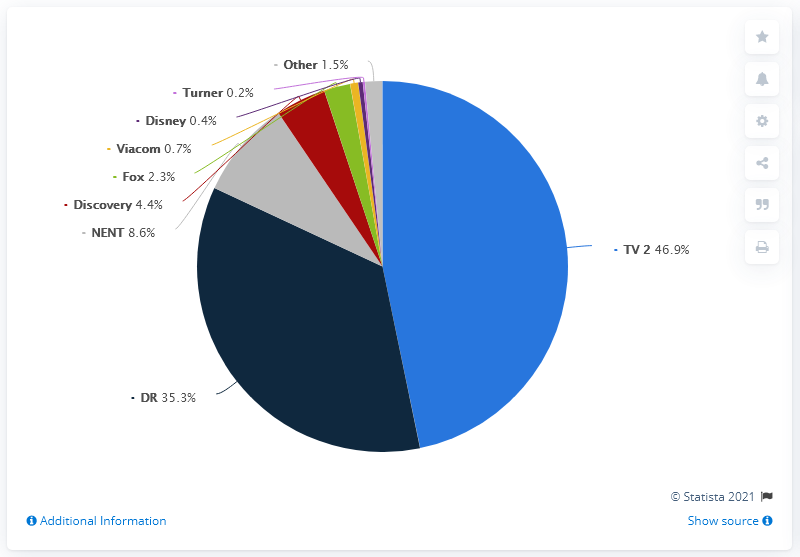 Other 1.5%
Turner 0.2%
Disney 0.4%
Viacom 0.7%
Fox 2.3%
Discovery 4.4%
NENT 8.6%
TV 2 46.9%
DR 35.3%
© Statista 2021
Additional Information
Show source